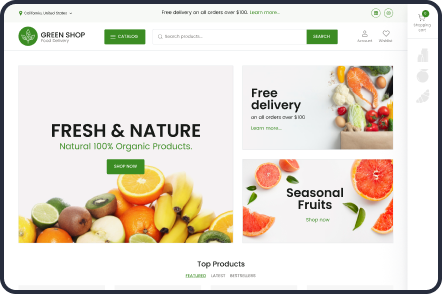 California, United States
Free delivery on all orders over $100. Learn more...
GREEN SHOP
Food Delivery
CATALOG
Search products...
SEARCH
Account
Wishlist
Shopping
cart
FRESH & NATURE
Natural 100% Organic Products.
SHOP NOW
Free
delivery
on all orders over $100
Learn more...
Seasonal
Fruits
Shop now
Top Products
FEATURED LATEST BESTSELLERS